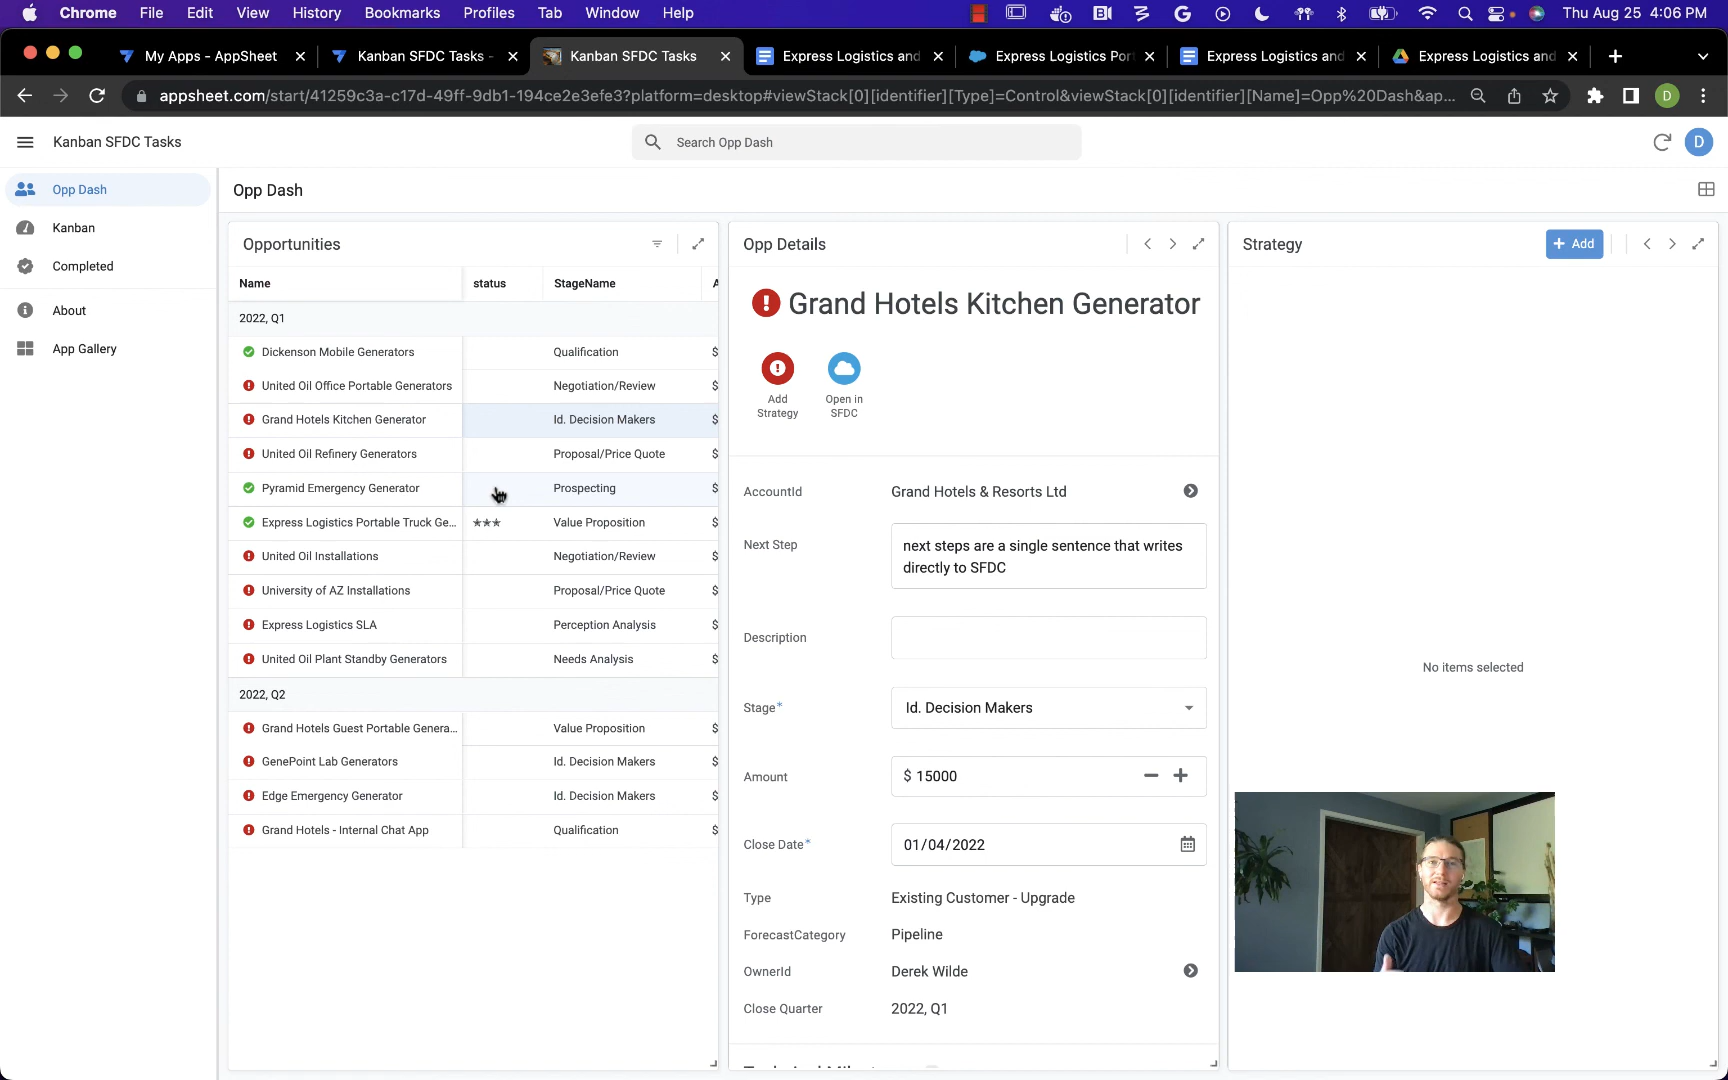 Chrome File Edit View History Bookmarks Profiles Tab Window Help Thu Aug 25 4:06 PM
My Apps - AppSheet
Kanban SFDC Tasks -
Kanban SFDC Tasks
Express Logistics and
Express Logistics Por
Express Logistics and
Express Logistics and
appsheet.com/start/41259c3a-c17d-49ff-9db1-194ce2e3efe3?platform=desktop#viewStack[0][identifier][Type]=Control&viewStack[0][identifier][Name]=Opp%20Dash&ap...
D
Kanban SFDC Tasks
Search Opp Dash
D
Opp Dash
Kanban
Completed
About
App Gallery
Opp Dash
Opportunities
Name status StageName A
2022, Q1
Dickenson Mobile Generators Qualification $
United Oil Office Portable Generators Negotiation/Review $
Grand Hotels Kitchen Generator Id. Decision Makers $
United Oil Refinery Generators Proposal/Price Quote $
Pyramid Emergency Generator Prospecting $
Express Logistics Portable Truck Ge... ★★★ Value Proposition $
United Oil Installations Negotiation/Review $
University of AZ Installations Proposal/Price Quote $
Express Logistics SLA Perception Analysis $
United Oil Plant Standby Generators Needs Analysis $
2022, Q2
Grand Hotels Guest Portable Genera... Value Proposition $
GenePoint Lab Generators Id. Decision Makers $
Edge Emergency Generator Id. Decision Makers $
Grand Hotels - Internal Chat App Qualification $
Opp Details
Grand Hotels Kitchen Generator
Add Strategy
Open in SFDC
AccountId Grand Hotels & Resorts Ltd
Next Step next steps are a single sentence that writes
directly to SFDC
Description
Stage* Id. Decision Makers
Amount $ 15000
Close Date* 01/04/2022
Type Existing Customer - Upgrade
ForecastCategory Pipeline
OwnerId Derek Wilde
Close Quarter 2022, Q1
Strategy
+ Add
No items selected